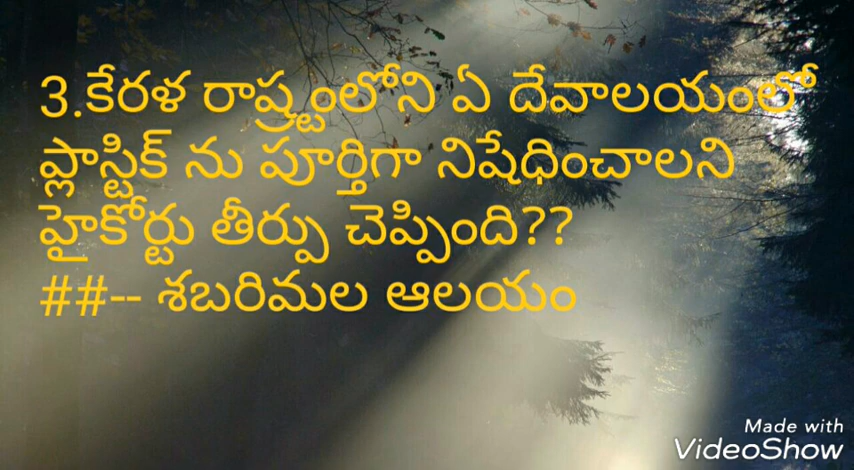 3.కేరళ రాష్ర్టంలోని ఏ దేవాలయంలో
ప్లాస్టిక్ ను పూర్తిగా నిషేధించాలని
హైకోర్టు తీర్పు చెప్పింది??
##-- శబరిమల ఆలయం
Made with
VideoShow